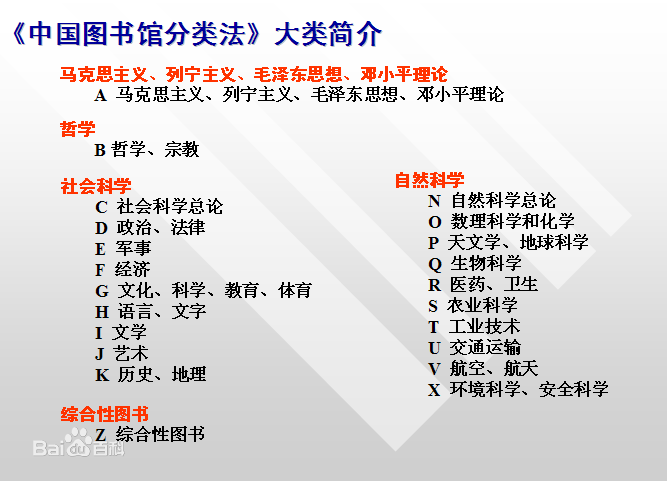 《中国图书馆分类法》大类简介
马克思主义、列宁主义、毛泽东思想、邓小平理论
A 马克思主义、列宁主义、毛泽东思想、邓小平理论
哲学
B 哲学、宗教
社会科学
C 社会科学总论
D 政治、法律
E 军事
F 经济
G 文化、科学、教育、体育
H 语言、文字
I 文学
J 艺术
K 历史、地理
综合性图书
Z 综合性图书
自然科学
N 自然科学总论
O 数理科学和化学
P 天文学、地球科学
Q 生物科学
R 医药、卫生
S 农业科学
T 工业技术
U 交通运输
V 航空、航天
X 环境科学、安全科学
Bai百科